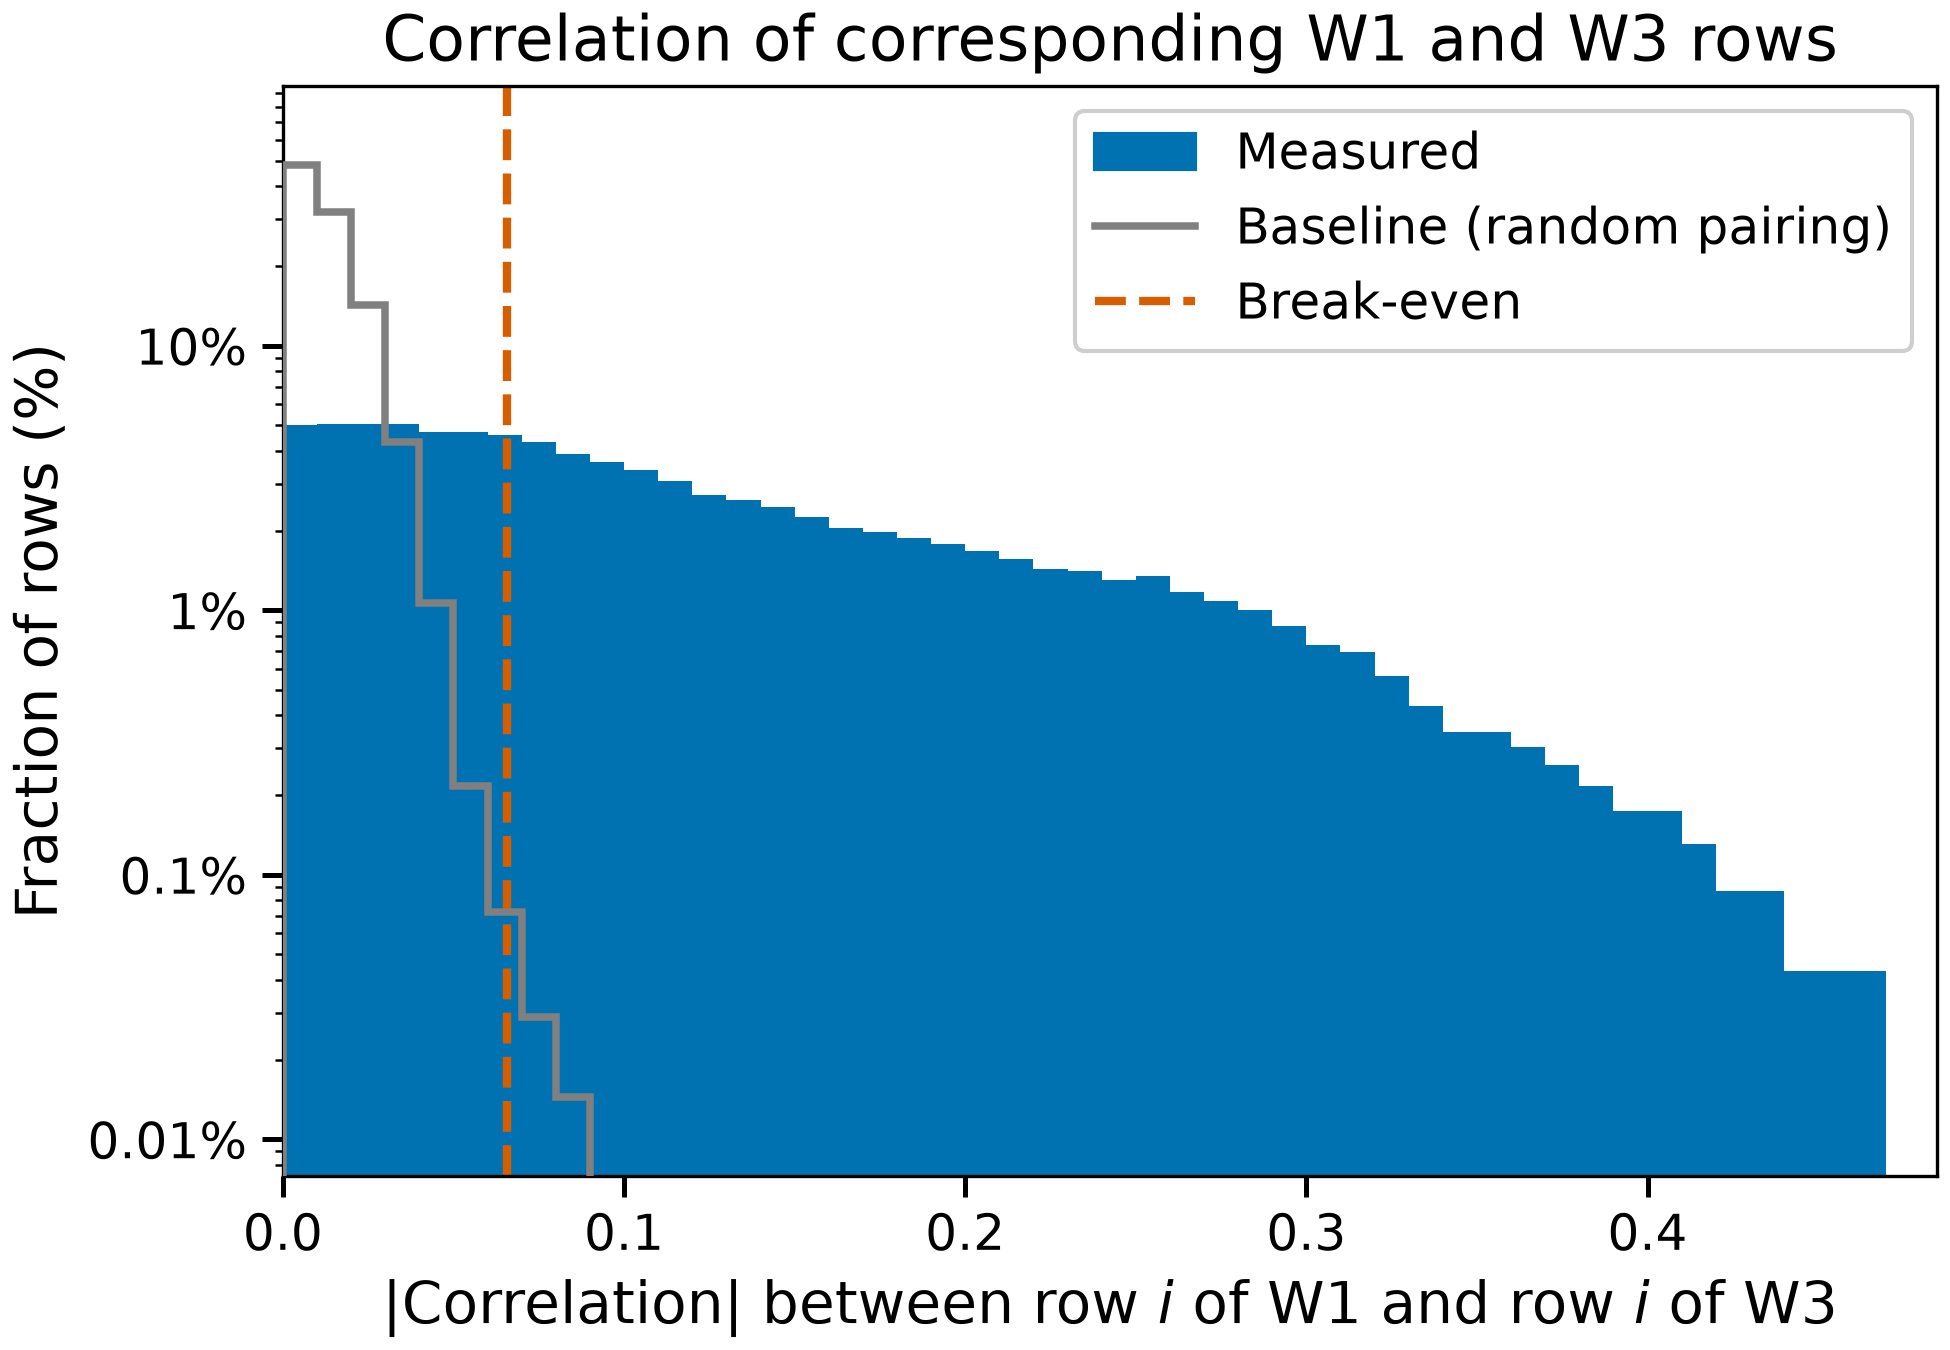 Correlation of corresponding W1 and W3 rows
Measured
Baseline (random pairing)
Break-even
Fraction of rows (%)
10%
1%
0.1%
0.01%
0.0 0.1 0.2 0.3 0.4
|Correlation| between row i of W1 and row i of W3